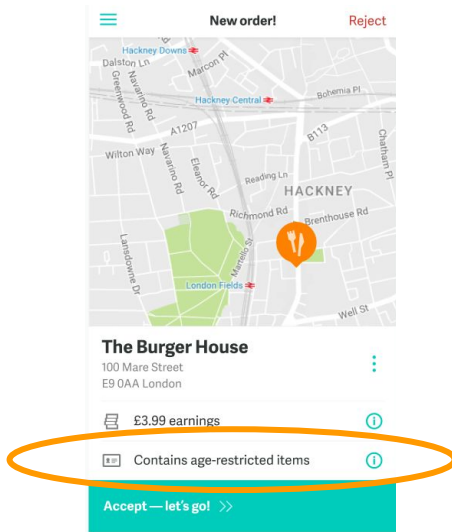 New order!
Reject
Hackney Downs
Dalston Ln
Marcon Pl
Greenwood Rd
Navarino Rd
Hackney Central
Bohemia Pl
A1207
B113
Chatham Pl
Wilton Way
Navarino Rd
Eleanor Rd
Reading Ln
HACKNEY
Richmond Rd
Brenthouse Rd
Lansdowne Dr
Martello St
London Fields
Well St
The Burger House
100 Mare Street
E9 0AA London
£3.99 earnings
Contains age-restricted items
Accept — let's go!